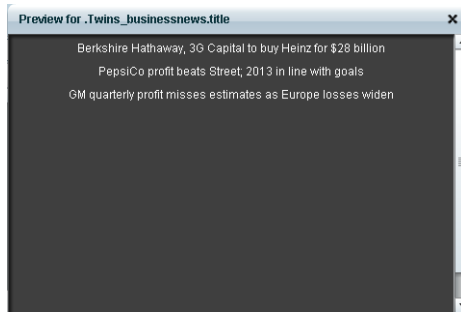 Preview for .Twins_businessnews.title
Berkshire Hathaway, 3G Capital to buy Heinz for $28 billion
PepsiCo profit beats Street; 2013 in line with goals
GM quarterly profit misses estimates as Europe losses widen